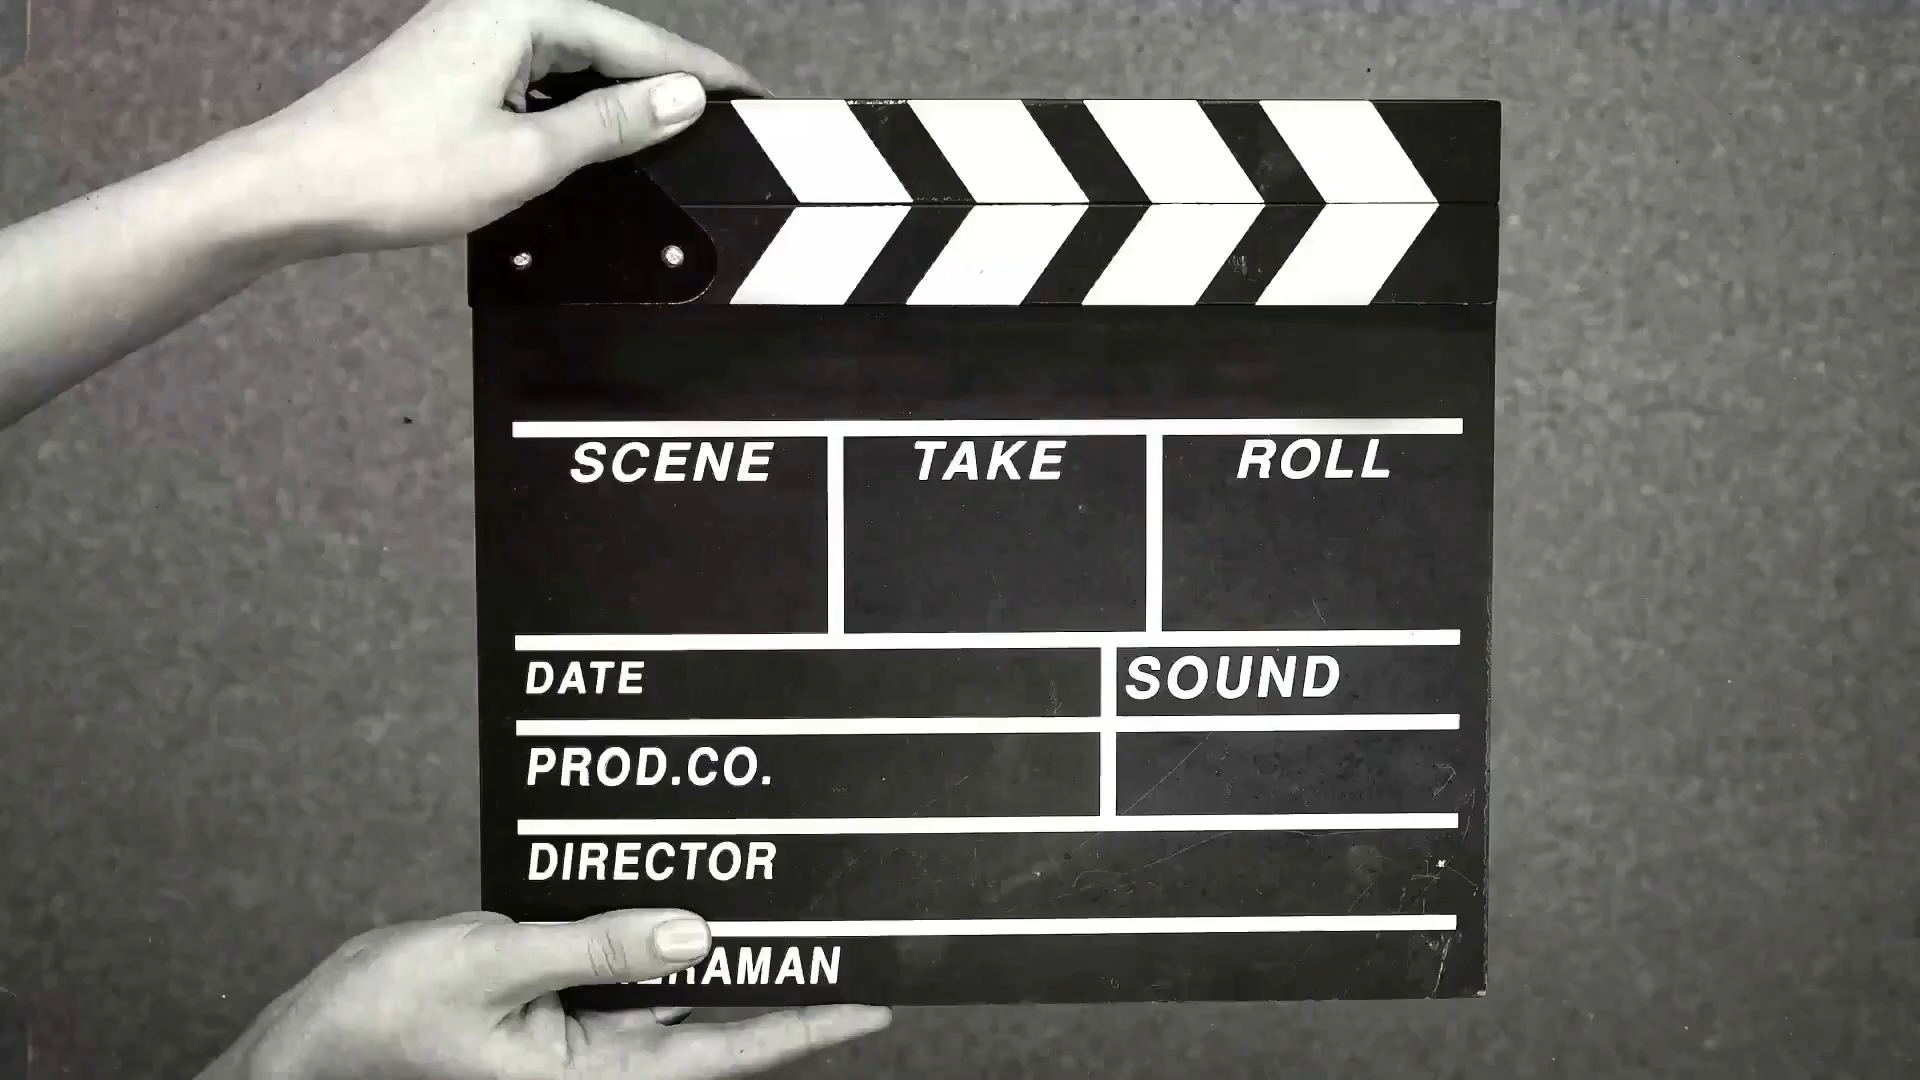 SCENE TAKE ROLL
DATE SOUND
PROD.CO.
DIRECTOR